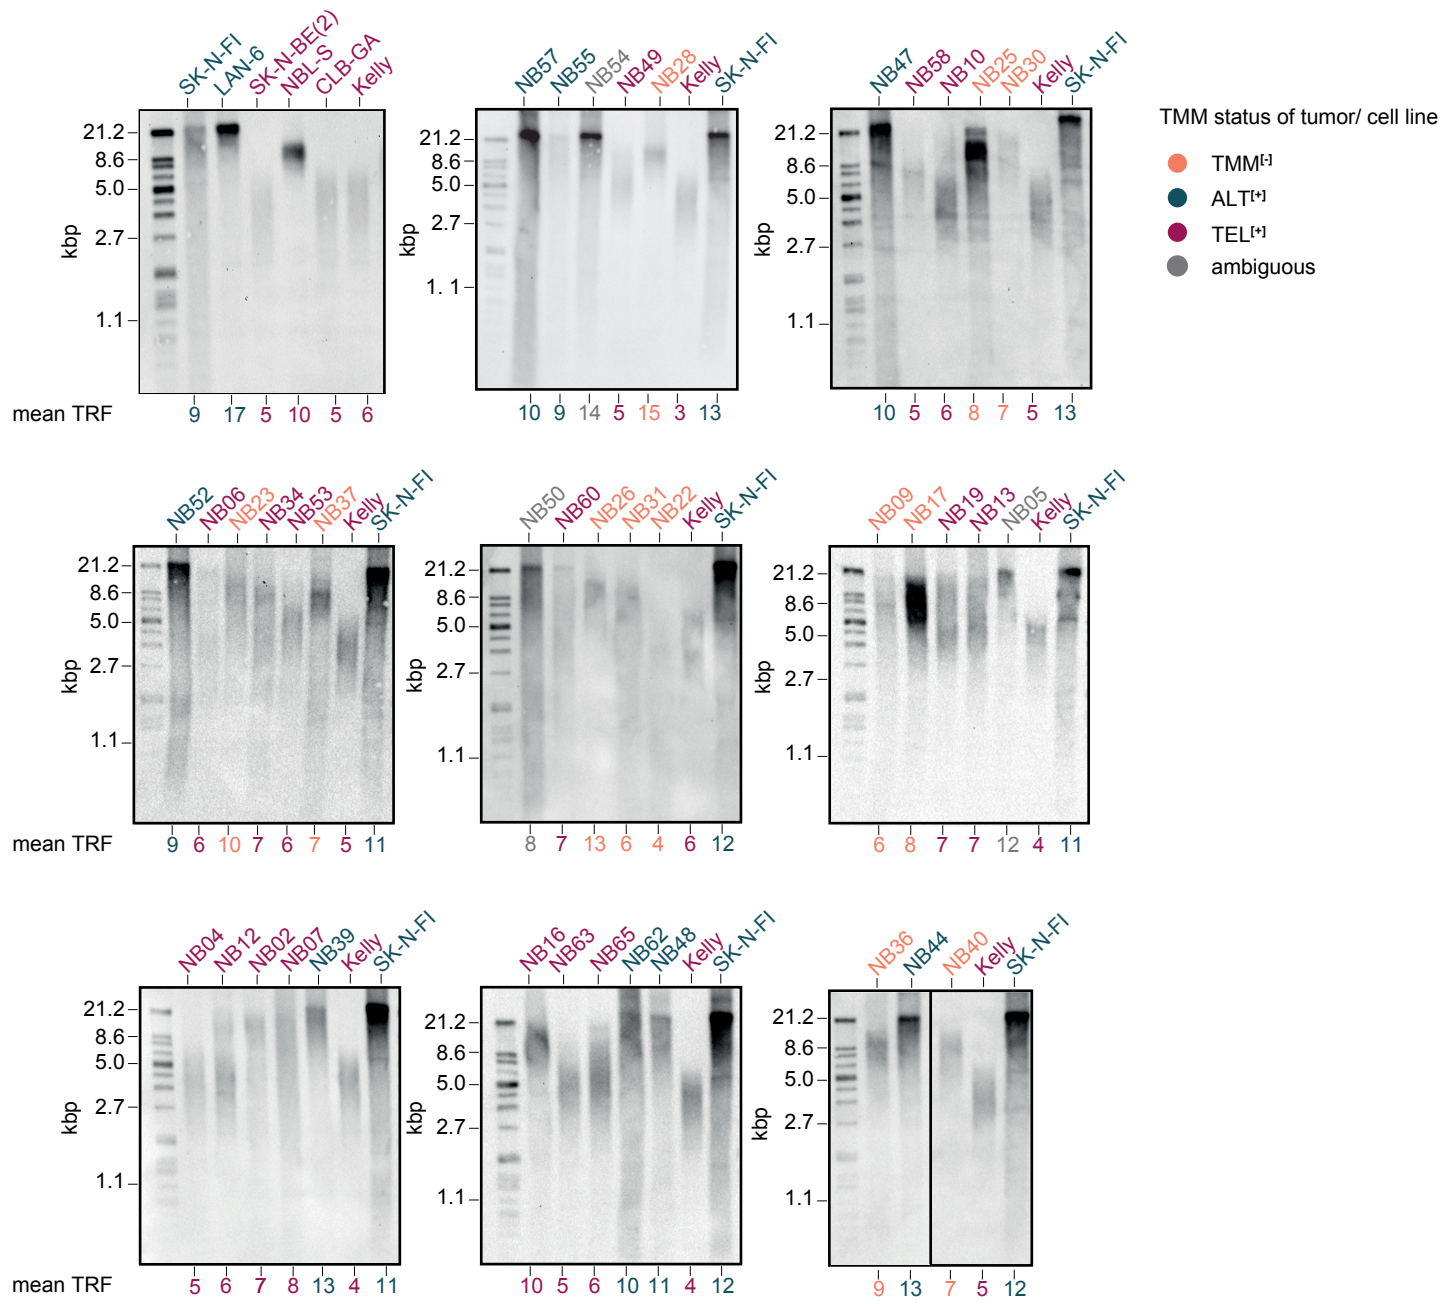 SK-N-FI LAN-6 SK-N-BE(2) NBL-S CLB-GA Kelly
21.2
8.6
5.0
2.7
1.1
kbp
mean TRF 9 17 5 10 5 6
NB57 NB55 NB54 NB49 NB28 Kelly SK-N-FI
21.2
8.6
5.0
2.7
1. 1
kbp
10 9 14 5 15 3 13
NB47 NB58 NB10 NB25 NB30 Kelly SK-N-FI
21.2
8.6
5.0
2.7
1.1
kbp
10 5 6 8 7 5 13
TMM status of tumor/ cell line
TMM[-]
ALT[+]
TEL[+]
ambiguous
NB52 NB06 NB23 NB34 NB53 NB37 Kelly SK-N-FI
21.2
8.6
5.0
2.7
1.1
kbp
mean TRF 9 6 10 7 6 7 5 11
NB50 NB60 NB26 NB31 NB22 Kelly SK-N-FI
21.2
8.6
5.0
2.7
1.1
kbp
8 7 13 6 4 6 12
NB09 NB17 NB19 NB13 NB05 Kelly SK-N-FI
21.2
8.6
5.0
2.7
1.1
kbp
6 8 7 7 12 4 11
NB04 NB12 NB02 NB07 NB39 Kelly SK-N-FI
21.2
8.6
5.0
2.7
1.1
kbp
mean TRF 5 6 7 8 13 4 11
NB16 NB63 NB65 NB62 NB48 Kelly SK-N-FI
21.2
8.6
5.0
2.7
1.1
kbp
10 5 6 10 11 4 12
NB36 NB44 NB40 Kelly SK-N-FI
21.2
8.6
5.0
2.7
1.1
kbp
9 13 7 5 12